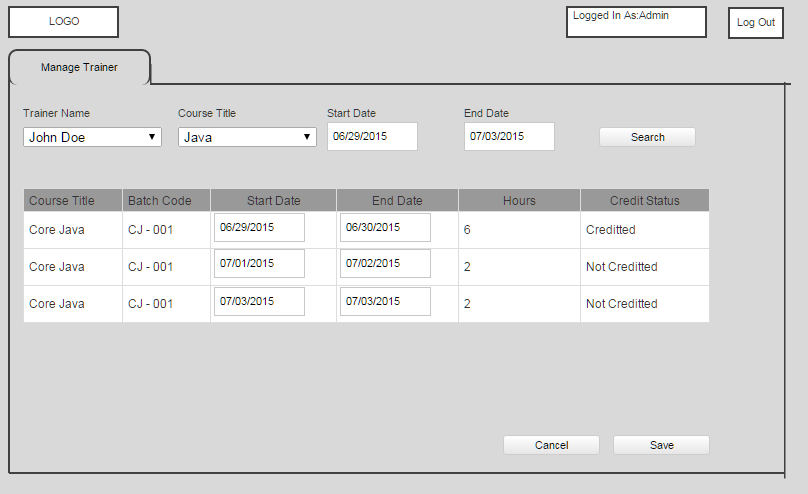 LOGO
Logged In As:Admin
Log Out
Manage Trainer
Trainer Name Course Title Start Date End Date
John Doe Java 06/29/2015 07/03/2015 Search
Course Title Batch Code Start Date End Date Hours Credit Status
Core Java CJ - 001 06/29/2015 06/30/2015 6 Creditted
Core Java CJ - 001 07/01/2015 07/02/2015 2 Not Creditted
Core Java CJ - 001 07/03/2015 07/03/2015 2 Not Creditted
Cancel Save